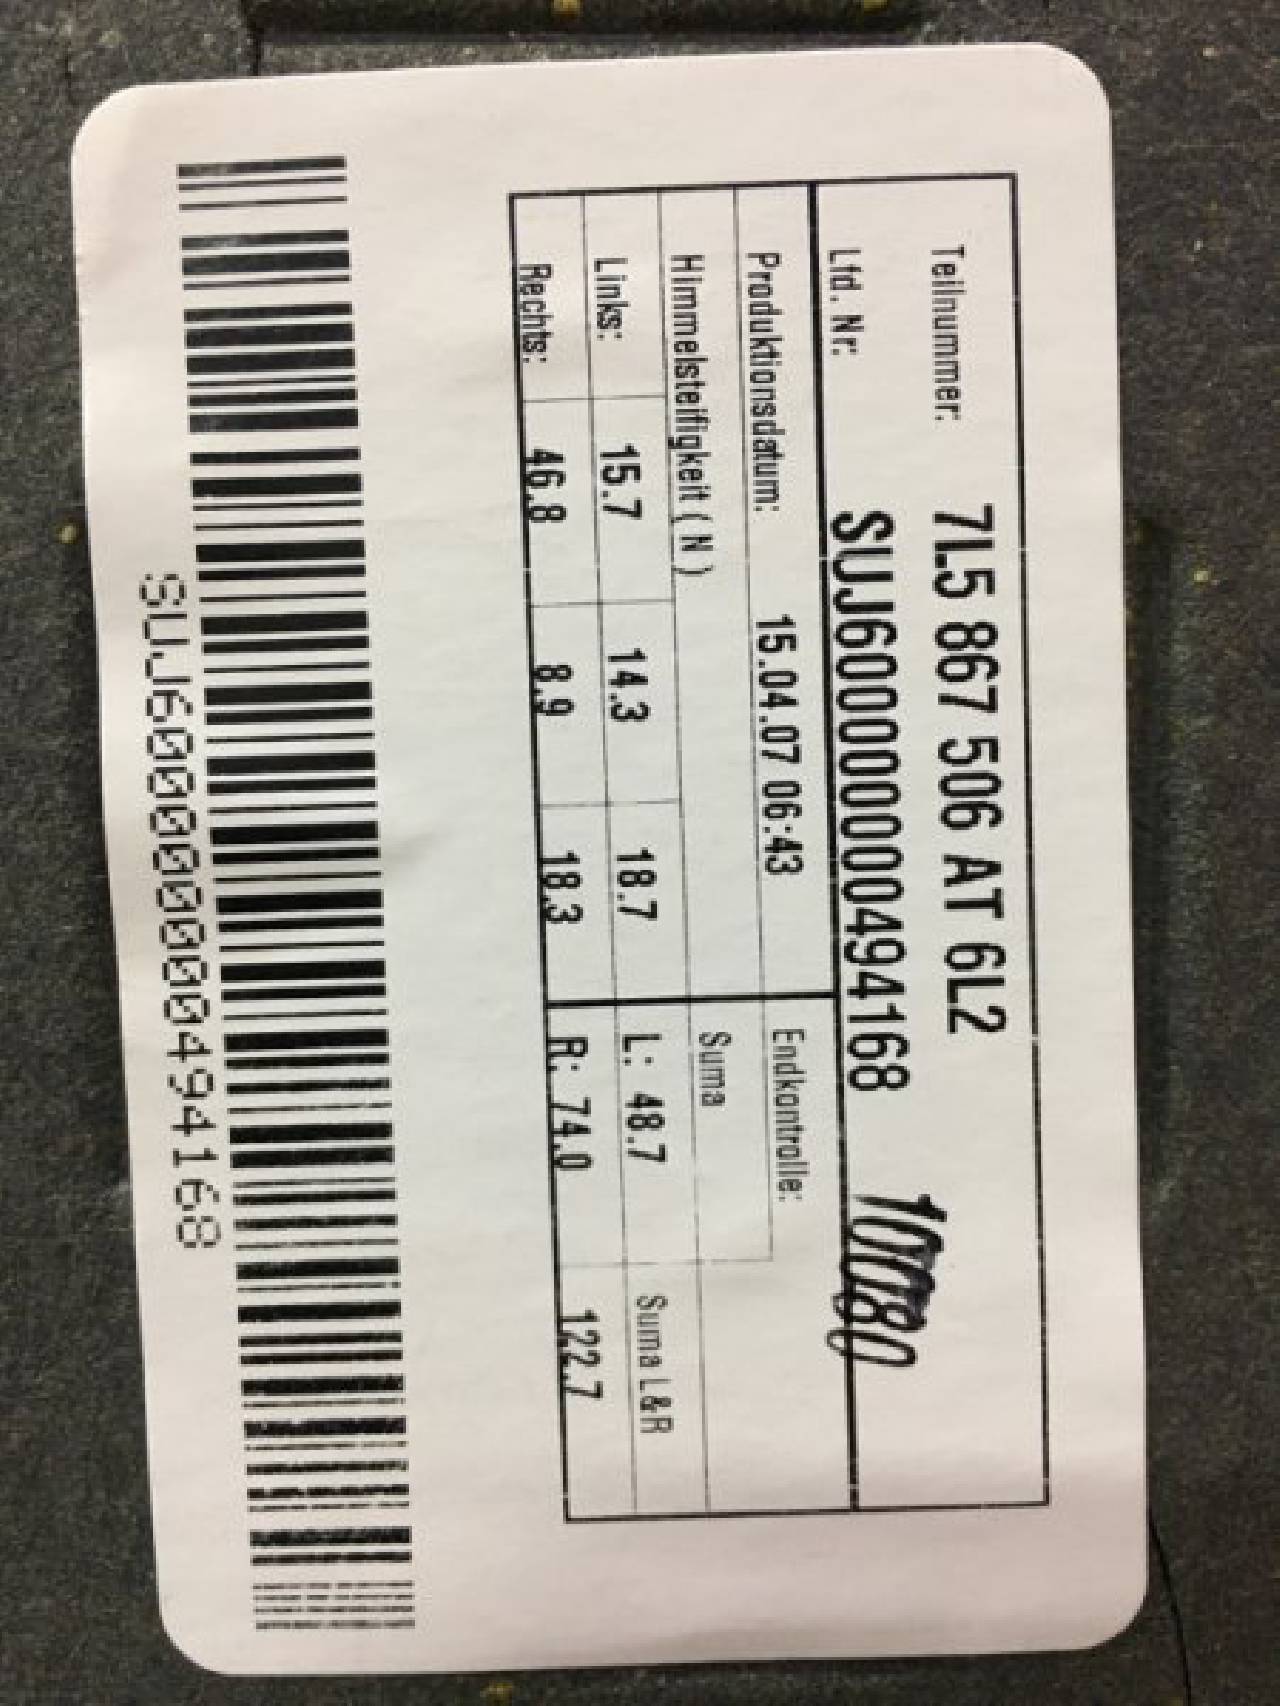 Teilnummer: 7L5 867 506 AT 6L2
Lfd. Nr: SUJ60000000494168 10080
Produktionsdatum: 15.04.07 06:43 Endkontrolle:
Himmelsteifigkeit ( N ) Suma
Links: 15.7 14.3 18.7 L: 48.7 Suma L&R
Rechts: 46.8 8.9 18.3 R: 74.0 122.7
SUJ60000000494168